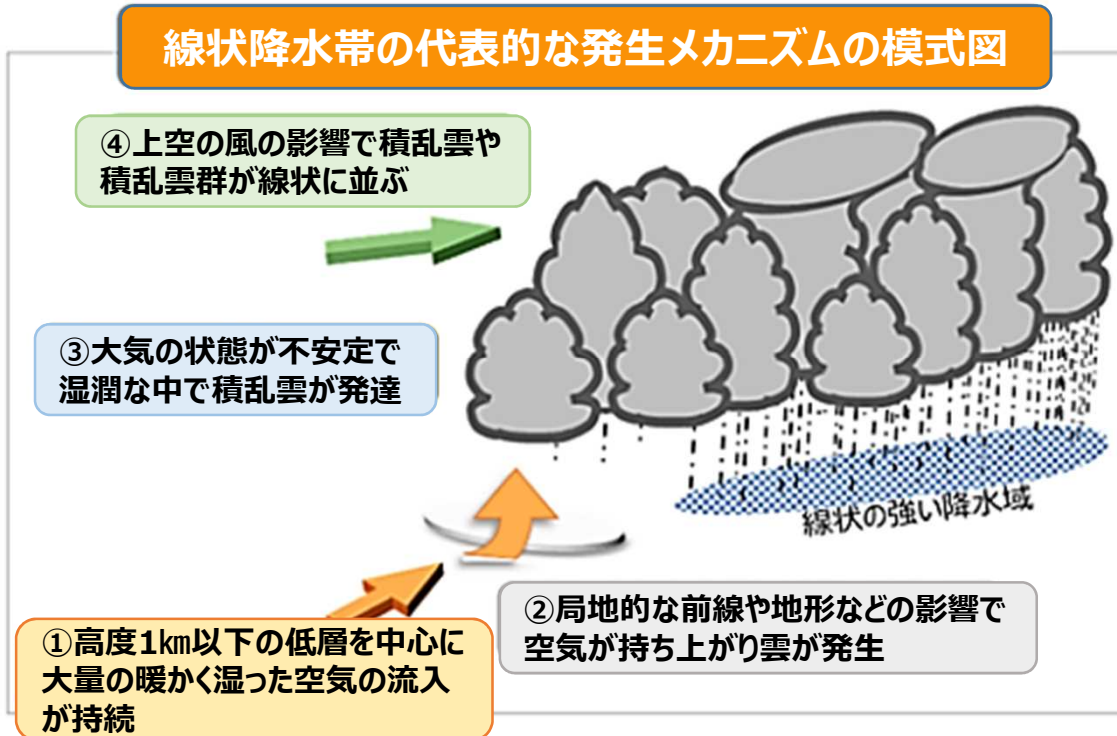 線状降水帯の代表的な発生メカニズムの模式図
④上空の風の影響で積乱雲や
積乱雲群が線状に並ぶ
③大気の状態が不安定で
湿潤な中で積乱雲が発達
線状の強い降水域
②局地的な前線や地形などの影響で
空気が持ち上がり雲が発生
①高度1㎞以下の低層を中心に
大量の暖かく湿った空気の流入
が持続